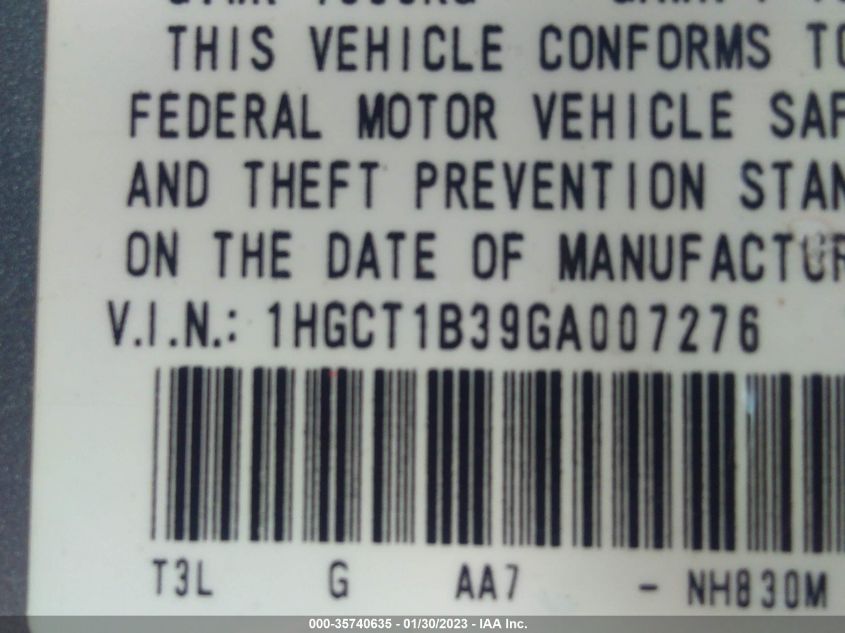 THIS VEHICLE CONFORMS TO
FEDERAL MOTOR VEHICLE SAF
AND THEFT PREVENTION STAN
ON THE DATE OF MANUFACTUR
V.I.N.: 1HGCT1B39GA007276
T3L G AA7 - NH830M
000-35740635 - 01/30/2023 - IAA Inc.